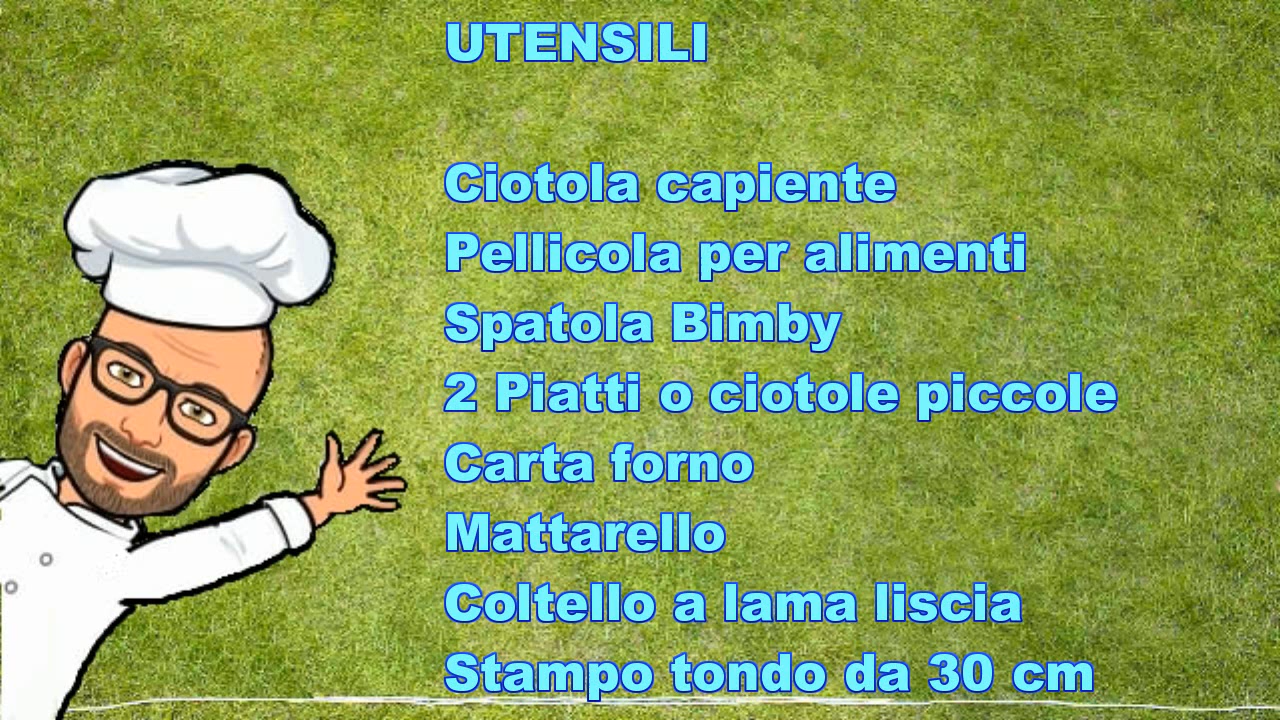 UTENSILI
Ciotola capiente
Pellicola per alimenti
Spatola Bimby
2 Piatti o ciotole piccole
Carta forno
Mattarello
Coltello a lama liscia
Stampo tondo da 30 cm